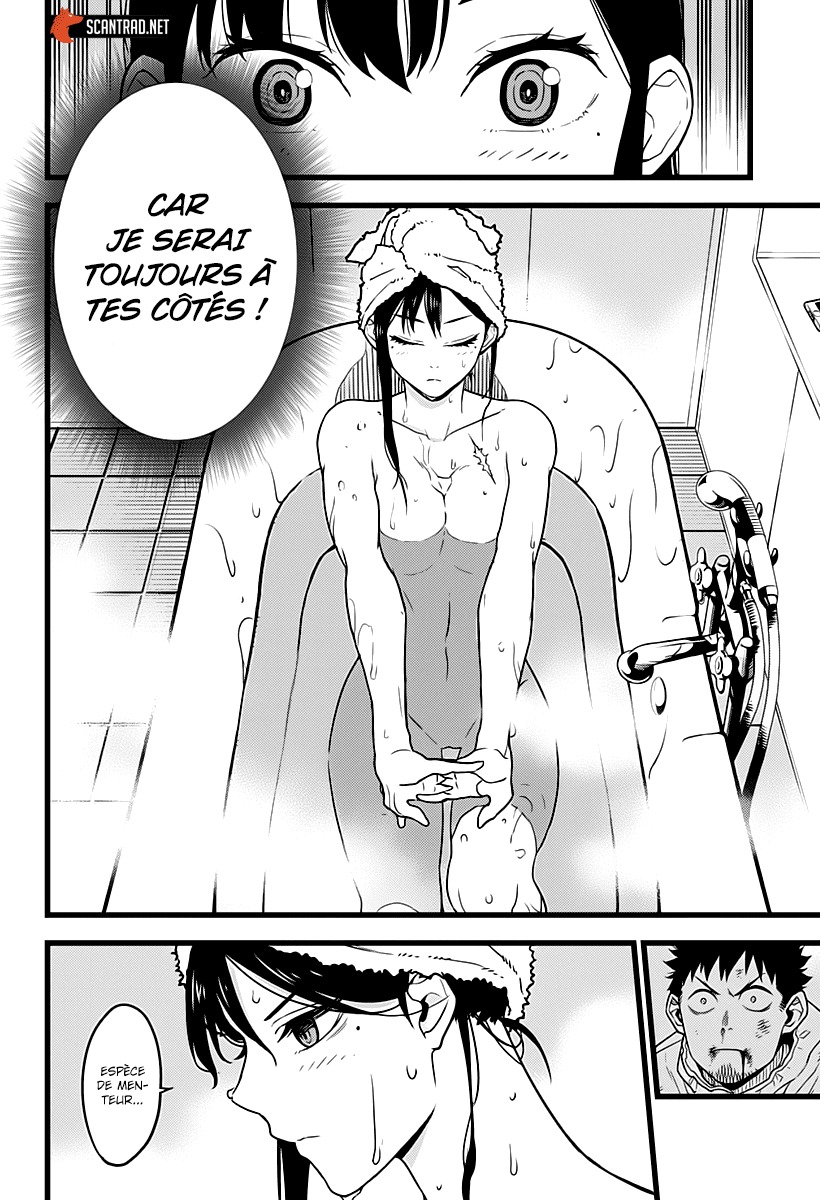 SCANTRAD.NET
CAR
JE SERAI
TOUJOURS À
TES CÔTÉS !
ESPÈCE
DE MEN-
TEUR...